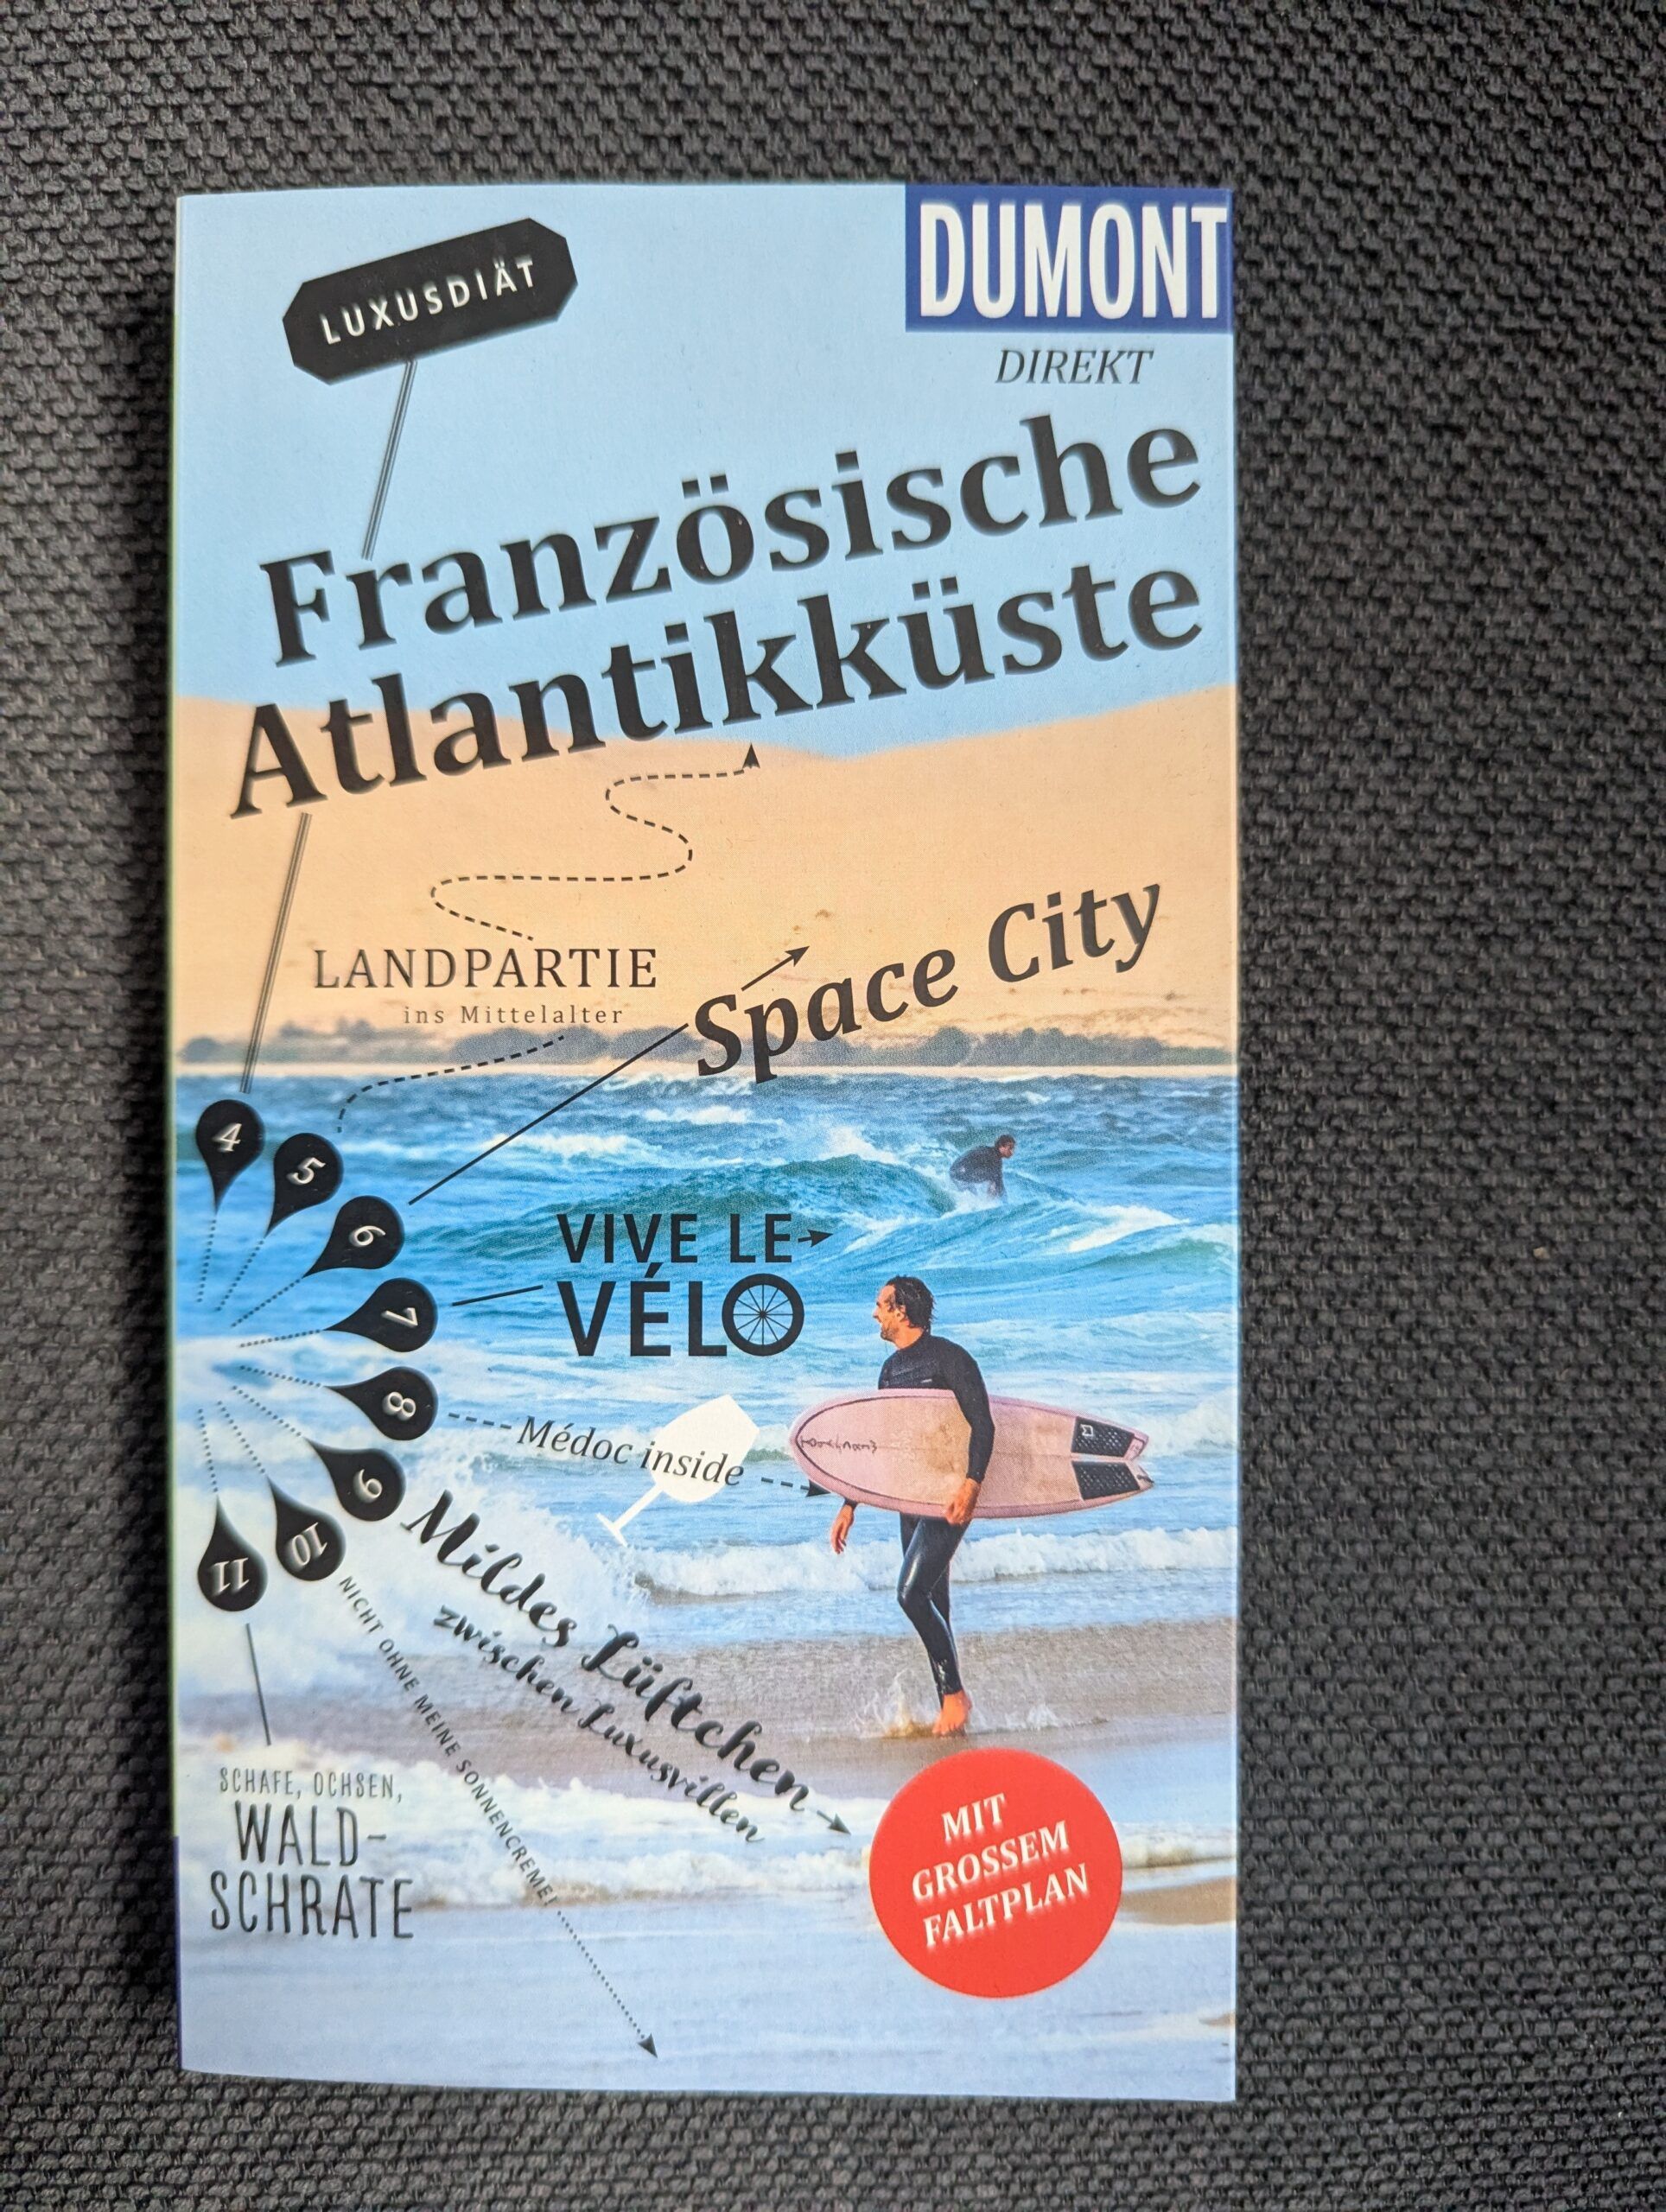 LUXUSDIÄT
DUMONT
DIREKT
Französische
Atlantikküste
LANDPARTIE
ins Mittelalter
Space City
4
5
6
7
8
9
10
11
VIVE LE
VÉLO
Médoc inside
Mildes Lüftchen
zwischen Luxusvillen
NICHT OHNE MEINE SONNENCREME!
SCHAFE, OCHSEN,
WALD-
SCHRATE
MIT
GROSSEM
FALTPLAN